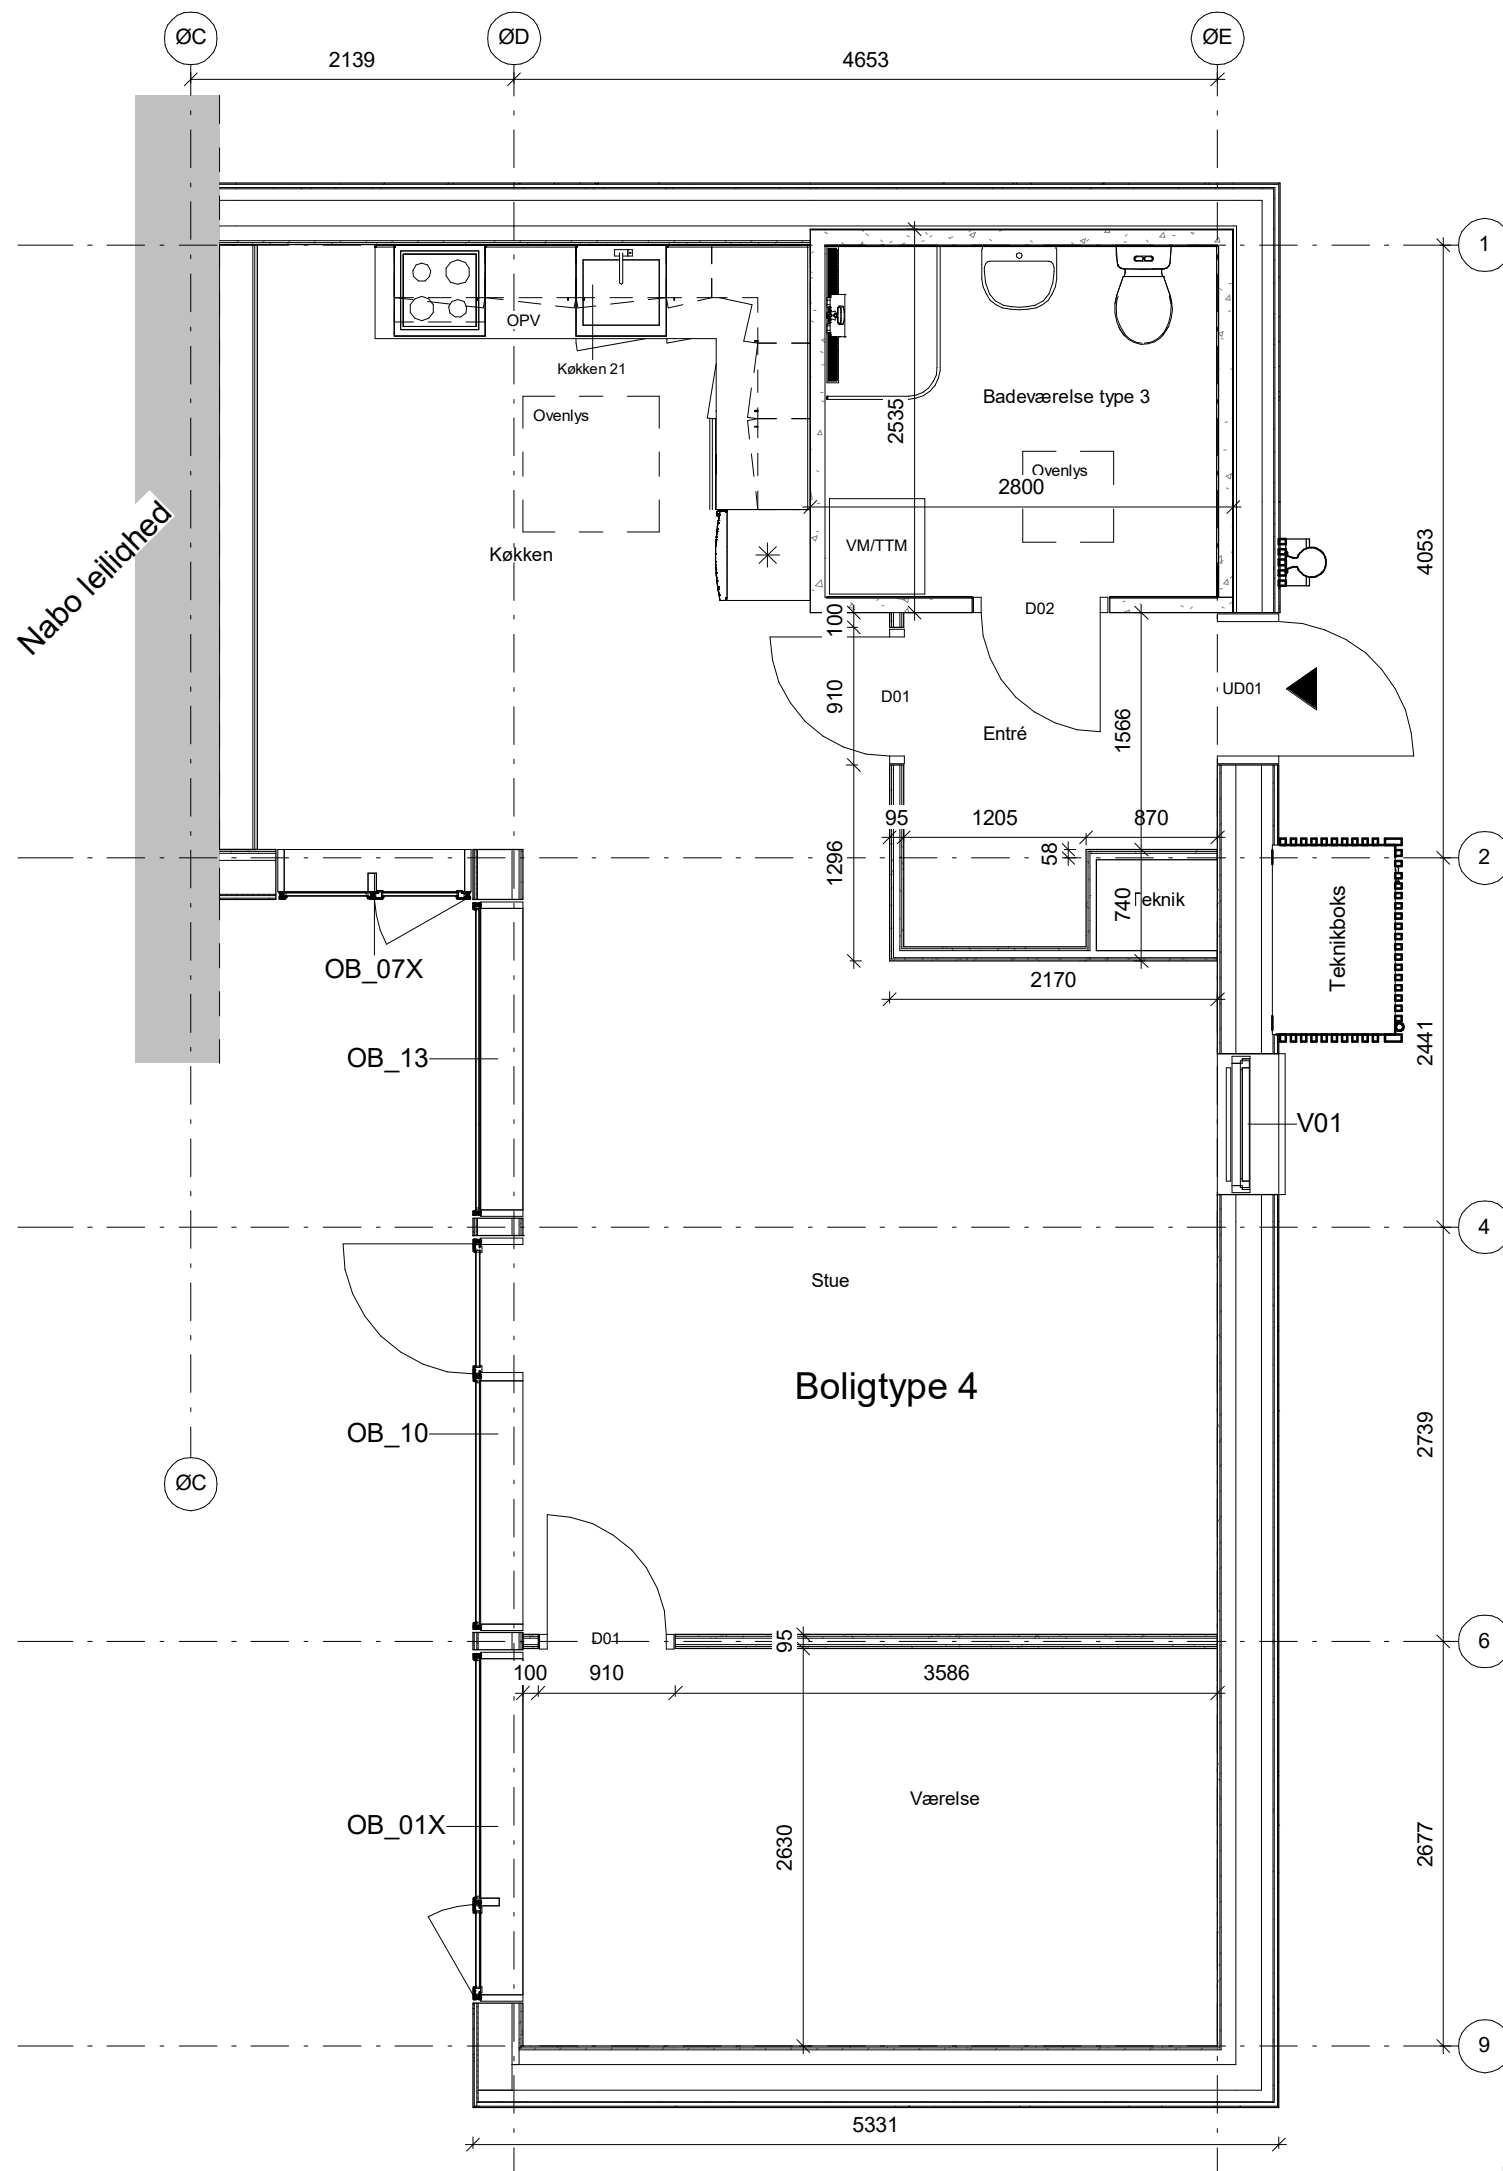 ØC
ØD
ØE
2139
4653
1
OPV
Køkken 21
Ovenlys
Badeværelse type 3
2535
Ovenlys
2800
Nabo leilighed
Køkken
VM/TTM
4053
100
D02
910
D01
UD01
Entré
1566
95
1205
870
1296
58
2
740
Teknik
Teknikboks
OB_07X
2170
OB_13
2441
V01
4
Stue
Boligtype 4
OB_10
2739
ØC
D01
95
6
100
910
3586
Værelse
OB_01X
2630
2677
9
5331